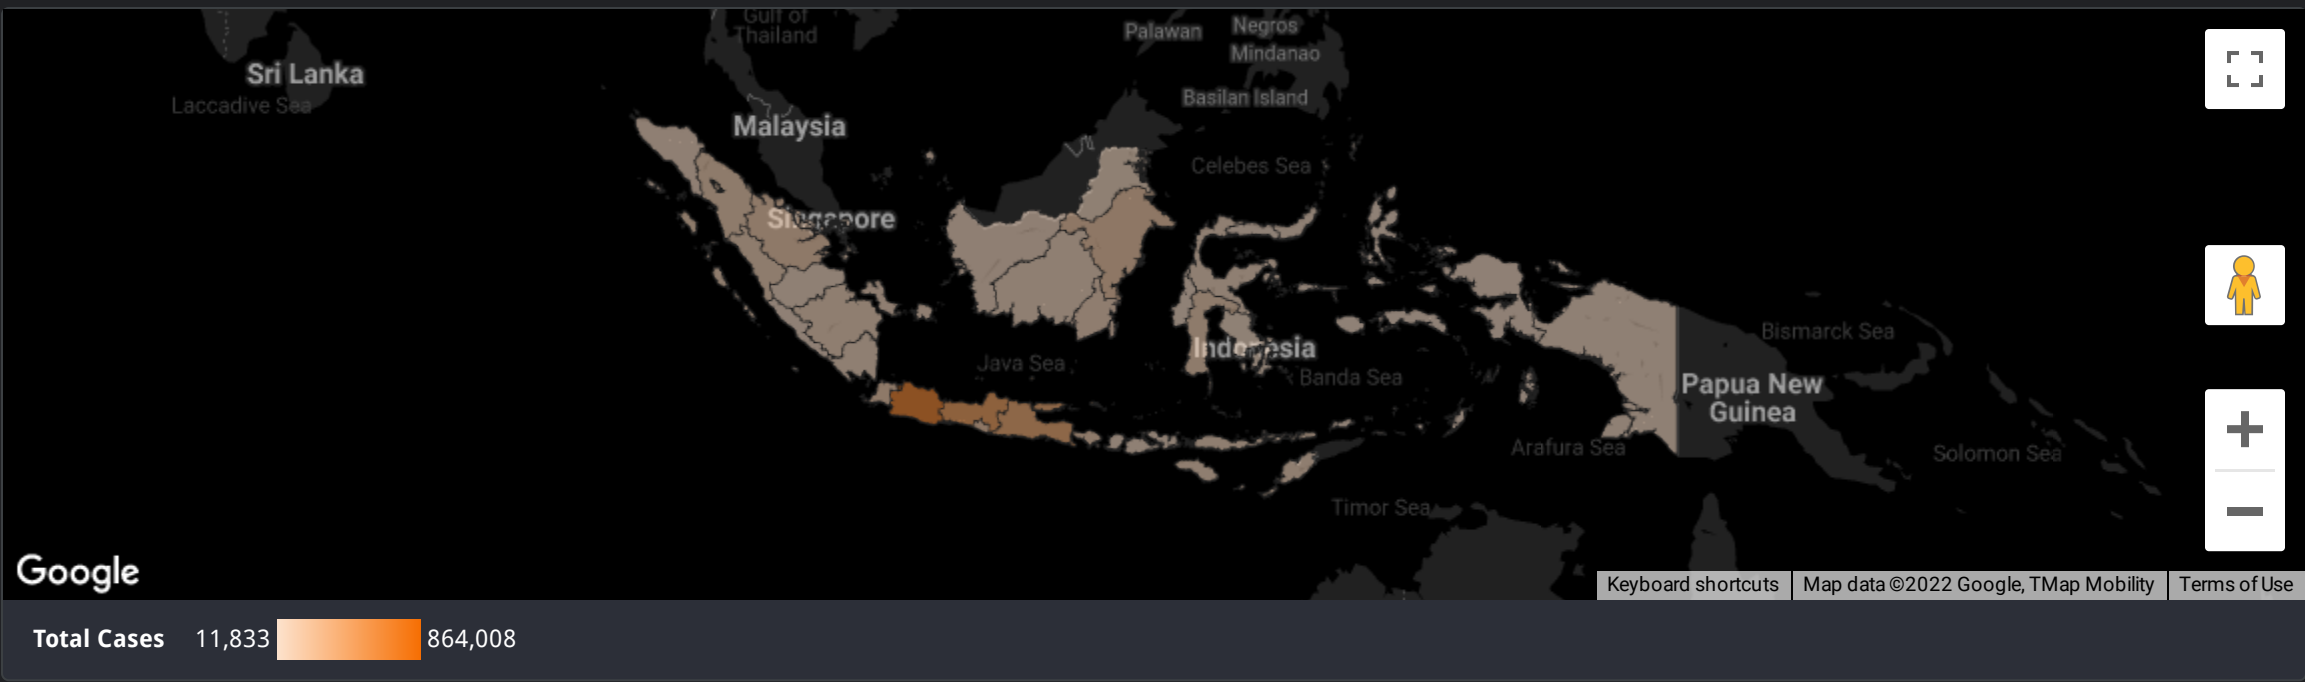 Gulf of
Thailand
Palawan
Negros
Mindanao
Sri Lanka
Laccadive Sea
Basilan Island
Malaysia
Celebes Sea
Singapore
Indonesia
Bismarck Sea
Java Sea
Banda Sea
Papua New
Guinea
Arafura Sea
Solomon Sea
Timor Sea
Google
Keyboard shortcuts
Map data ©2022 Google, TMap Mobility
Terms of Use
Total Cases 11,833 864,008